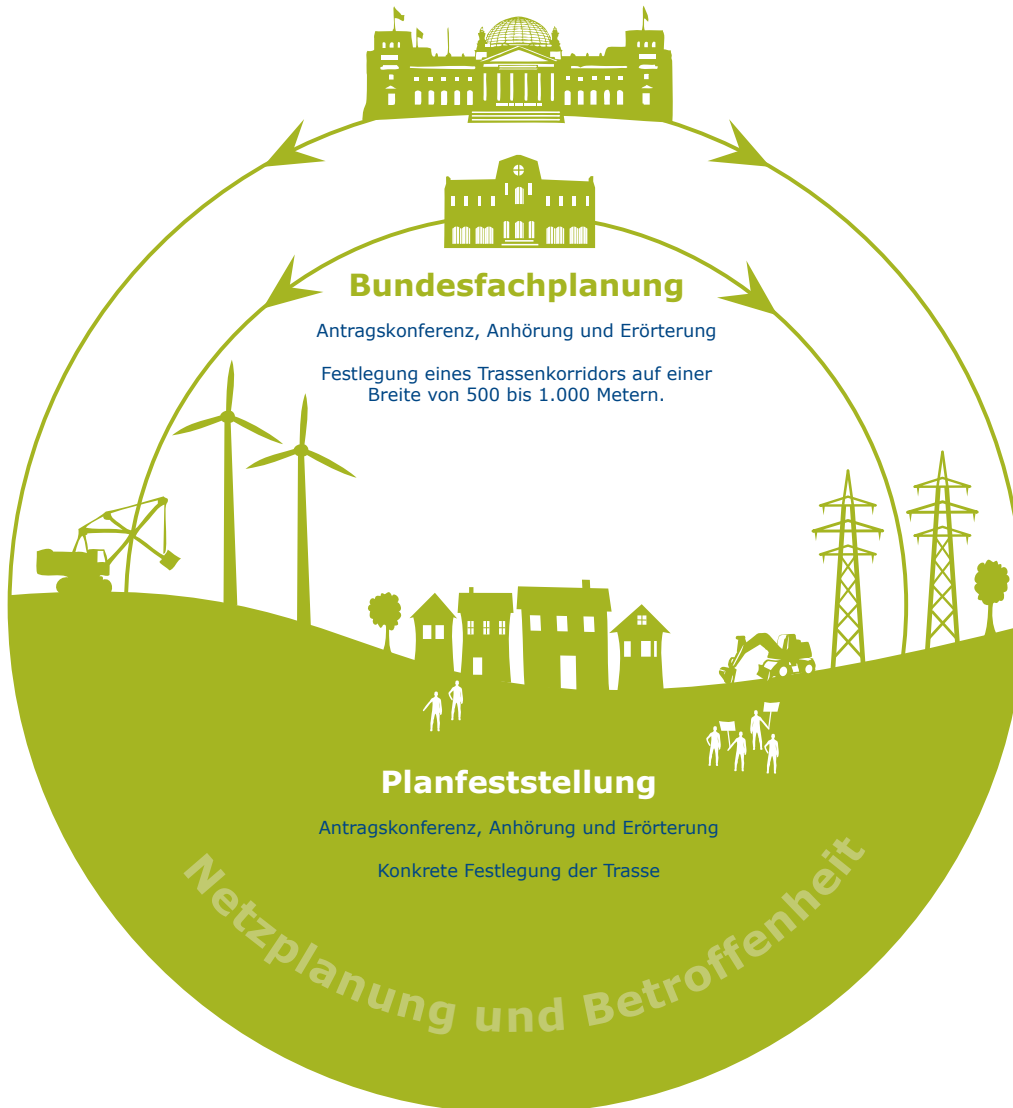 Bundesfachplanung
Antragskonferenz, Anhörung und Erörterung
Festlegung eines Trassenkorridors auf einer
Breite von 500 bis 1.000 Metern.
Planfeststellung
Antragskonferenz, Anhörung und Erörterung
Konkrete Festlegung der Trasse
Netzplanung und Betroffenheit